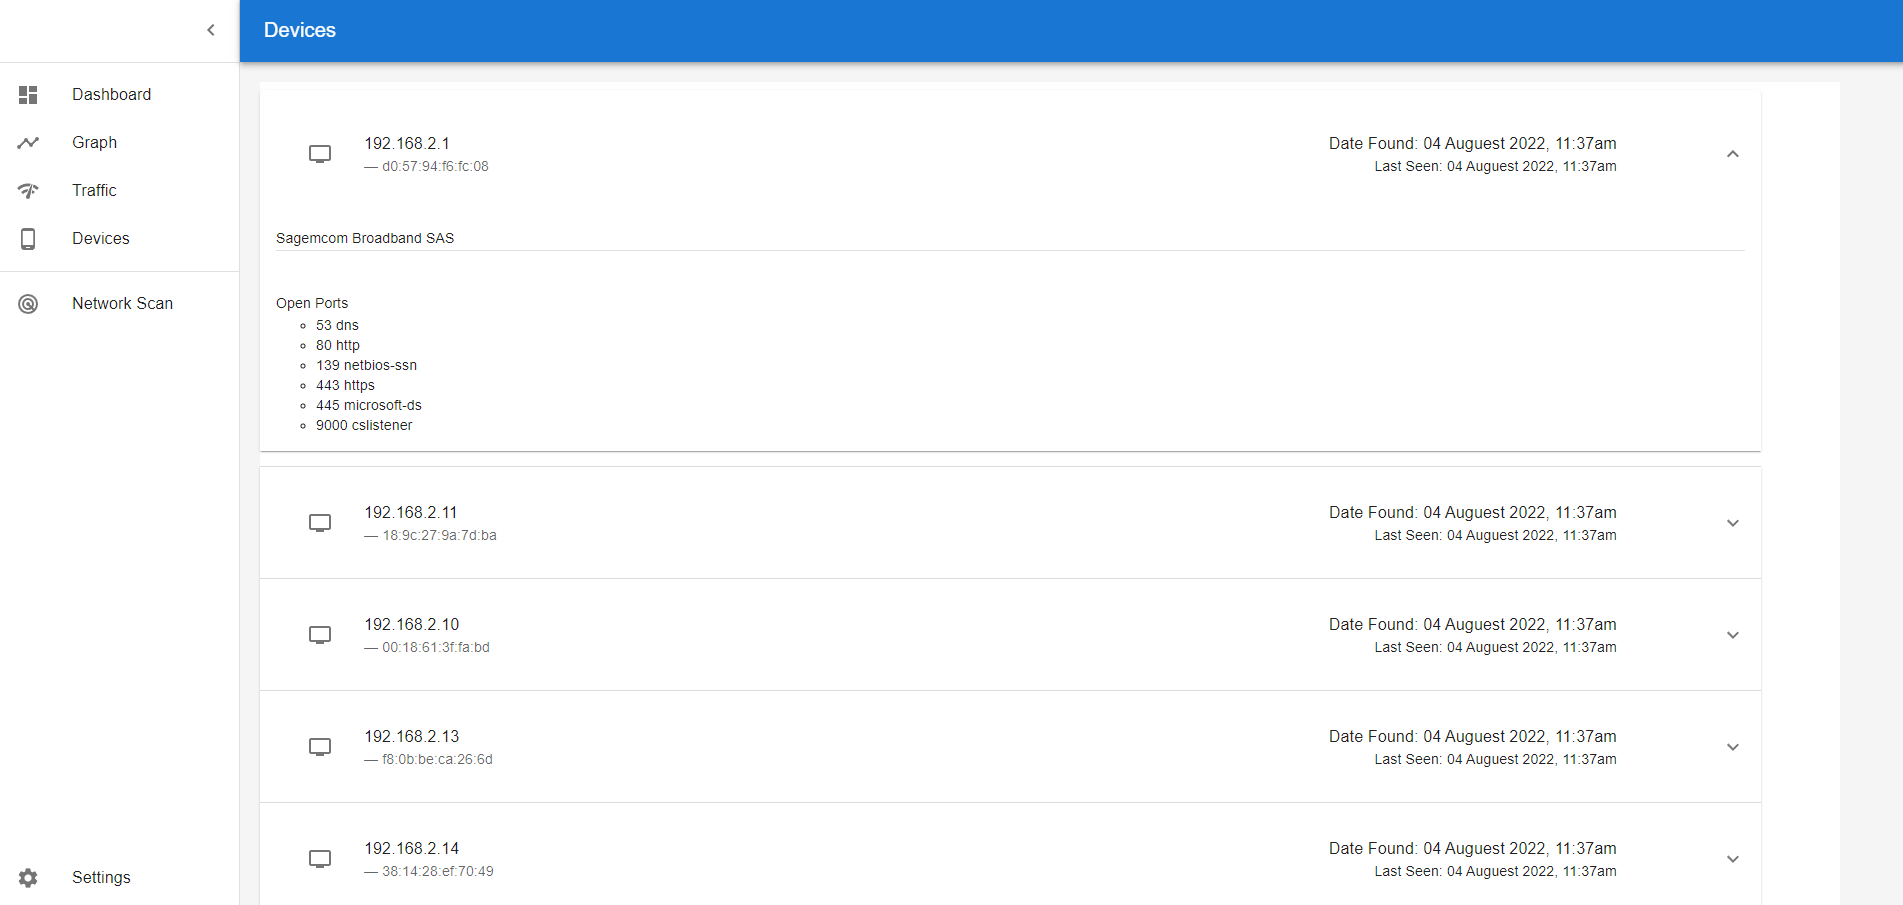 Devices
Dashboard
Graph
Traffic
Devices
Network Scan
Settings
192.168.2.1
— d0:57:94:f6:fc:08
Date Found: 04 Auguest 2022, 11:37am
Last Seen: 04 Auguest 2022, 11:37am
Sagemcom Broadband SAS
Open Ports
53 dns
80 http
139 netbios-ssn
443 https
445 microsoft-ds
9000 cslistener
192.168.2.11
— 18:9c:27:9a:7d:ba
Date Found: 04 Auguest 2022, 11:37am
Last Seen: 04 Auguest 2022, 11:37am
192.168.2.10
— 00:18:61:3f:fa:bd
Date Found: 04 Auguest 2022, 11:37am
Last Seen: 04 Auguest 2022, 11:37am
192.168.2.13
— f8:0b:be:ca:26:6d
Date Found: 04 Auguest 2022, 11:37am
Last Seen: 04 Auguest 2022, 11:37am
192.168.2.14
— 38:14:28:ef:70:49
Date Found: 04 Auguest 2022, 11:37am
Last Seen: 04 Auguest 2022, 11:37am